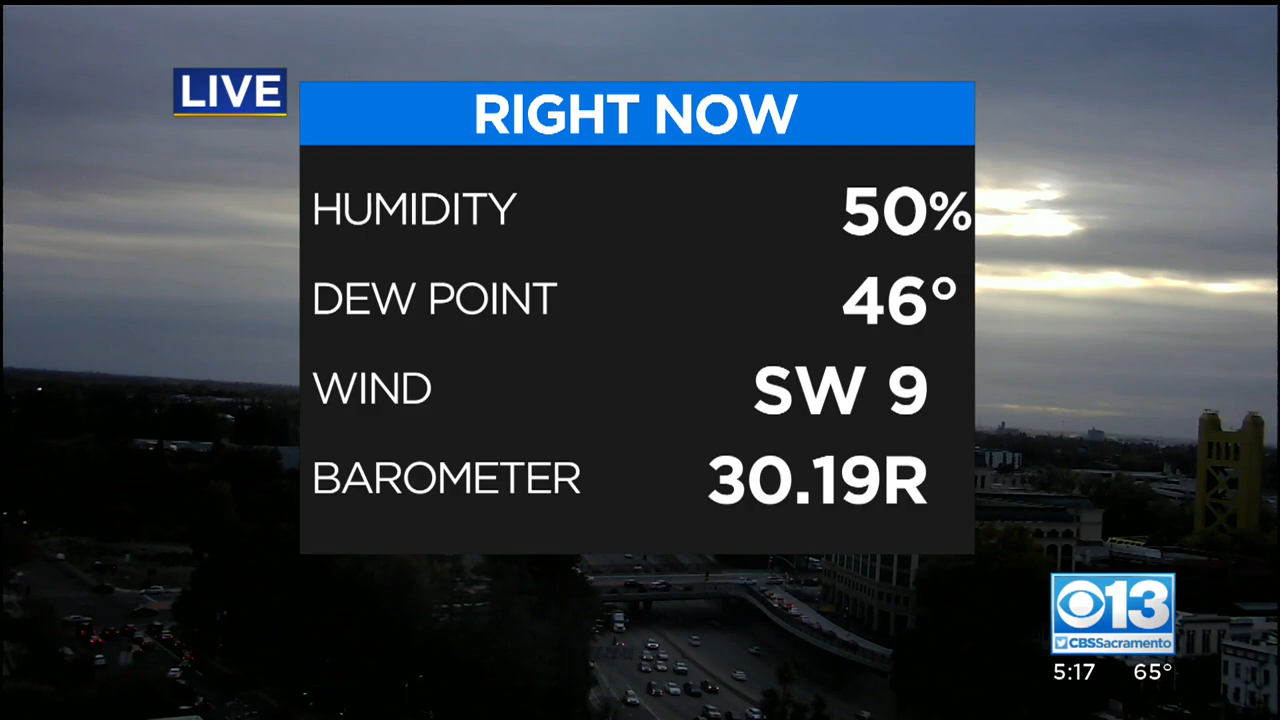 LIVE
RIGHT NOW
HUMIDITY 50%
DEW POINT 46°
WIND SW 9
BAROMETER 30.19R
13
CBSSacramento
5:17 65°